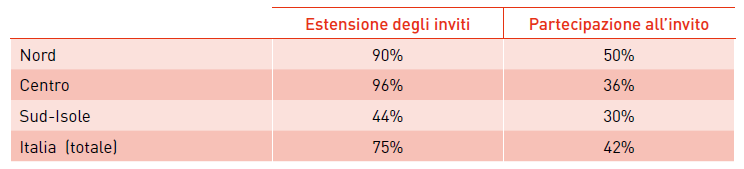 Estensione degli inviti Partecipazione all’invito
Nord 90% 50%
Centro 96% 36%
Sud-Isole 44% 30%
Italia (totale) 75% 42%